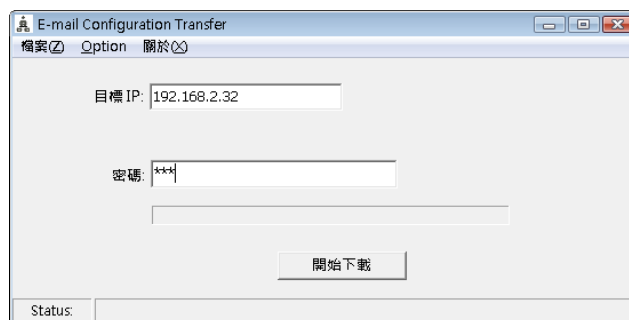 E-mail Configuration Transfer
檔案(Z) Option 關於(X)
目標 IP: 192.168.2.32
密碼: ***
開始下載
Status: